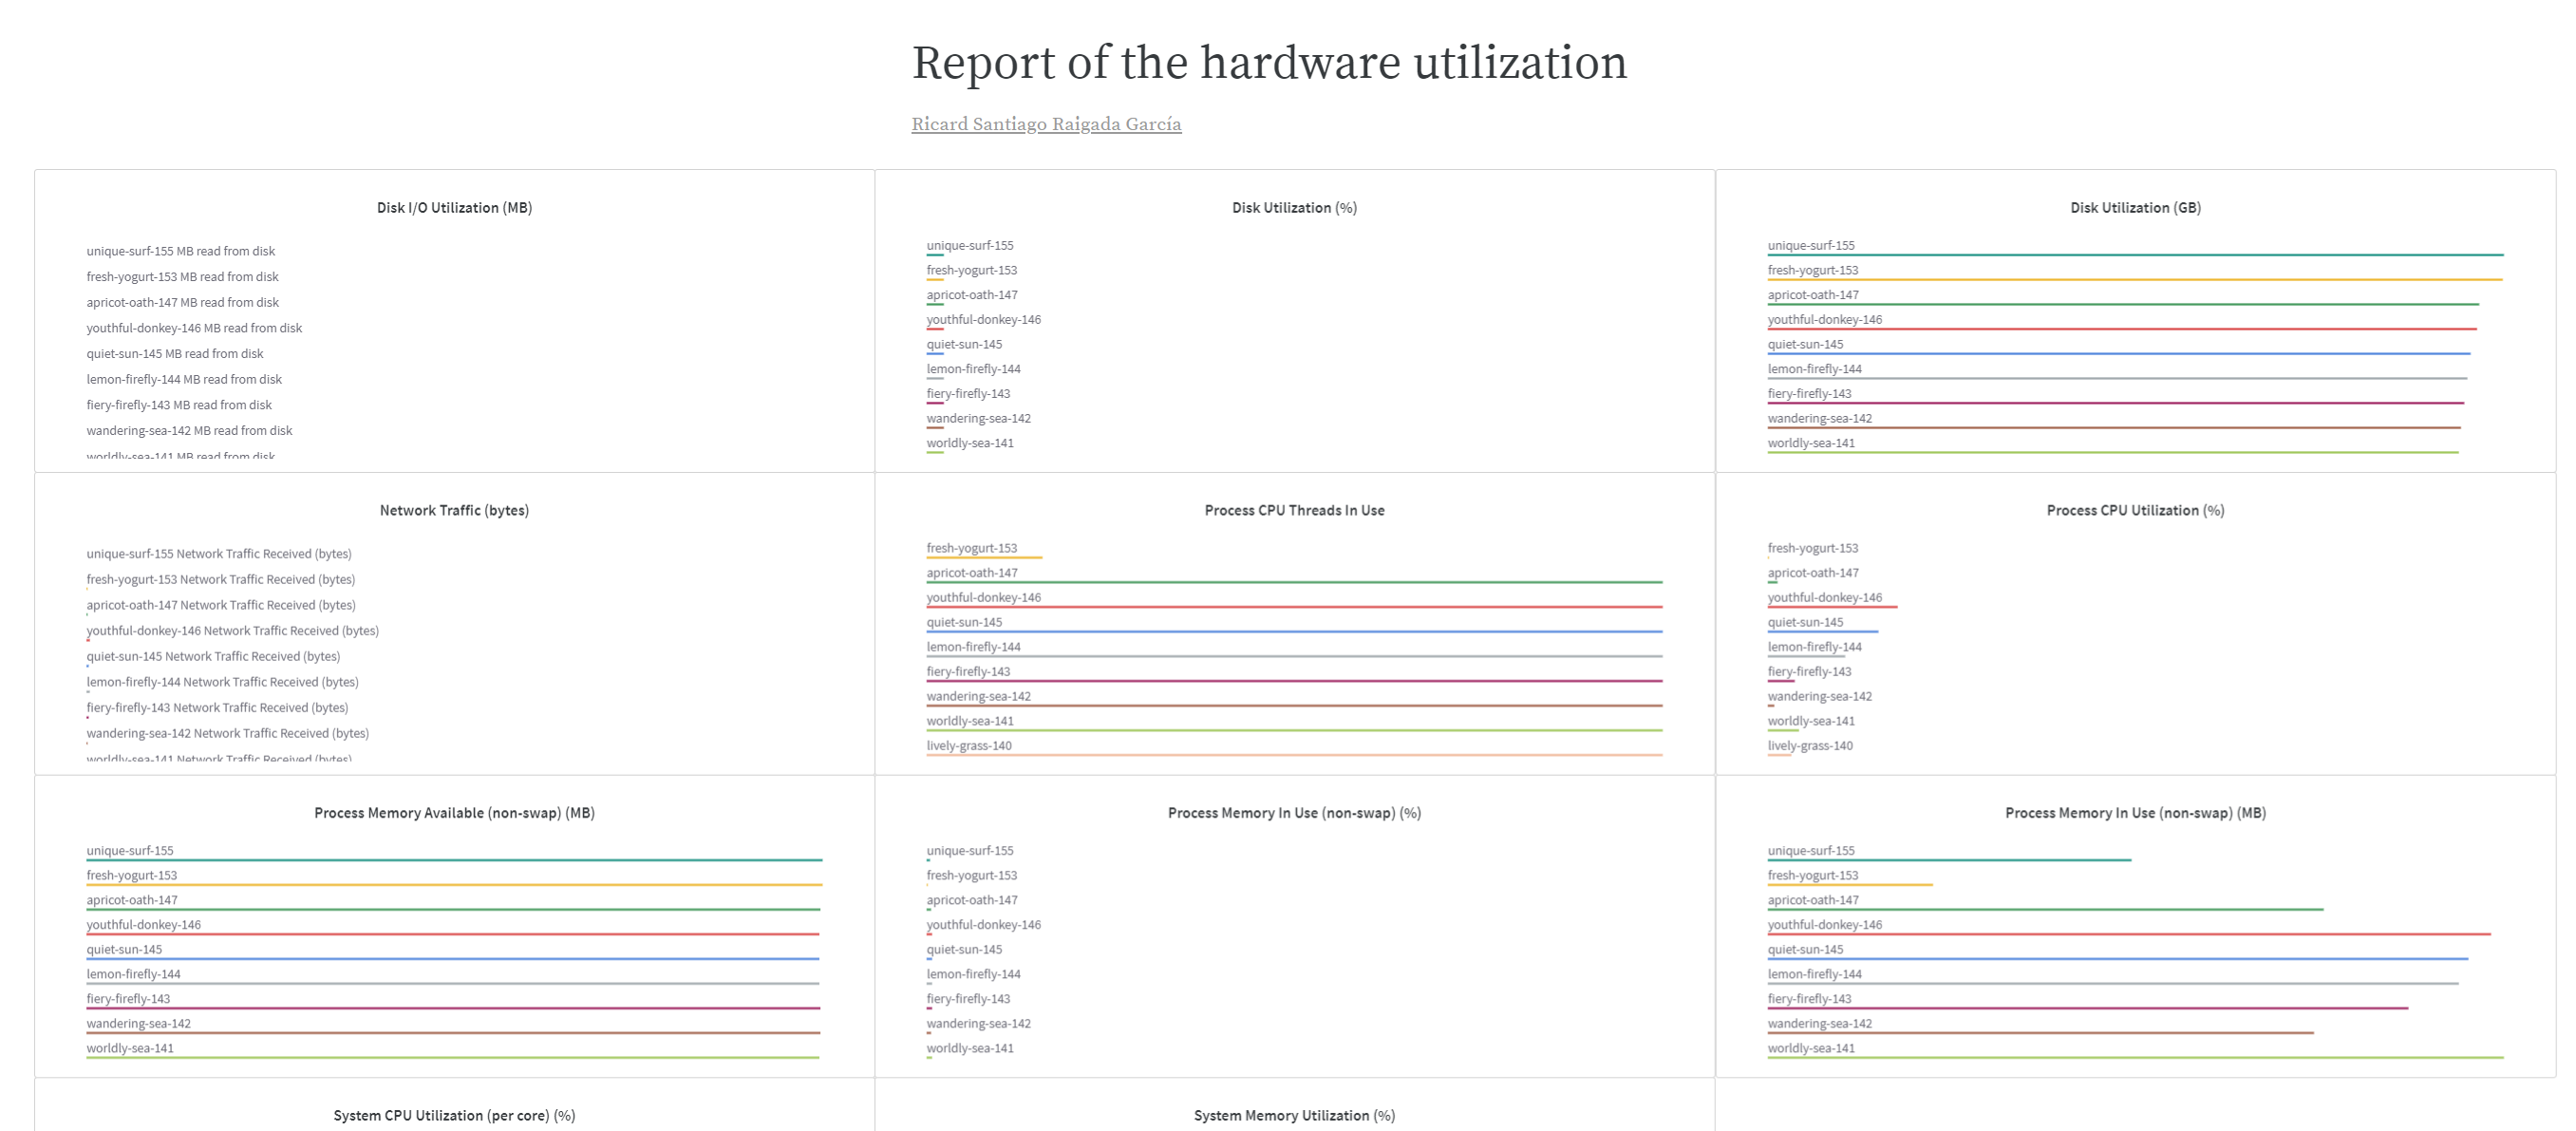 Report of the hardware utilization
Ricard Santiago Raigada García
Disk I/O Utilization (MB)
unique-surf-155 MB read from disk
fresh-yogurt-153 MB read from disk
apricot-oath-147 MB read from disk
youthful-donkey-146 MB read from disk
quiet-sun-145 MB read from disk
lemon-firefly-144 MB read from disk
fiery-firefly-143 MB read from disk
wandering-sea-142 MB read from disk
worldly-sea-141 MB read from disk
Disk Utilization (%)
unique-surf-155
fresh-yogurt-153
apricot-oath-147
youthful-donkey-146
quiet-sun-145
lemon-firefly-144
fiery-firefly-143
wandering-sea-142
worldly-sea-141
Disk Utilization (GB)
unique-surf-155
fresh-yogurt-153
apricot-oath-147
youthful-donkey-146
quiet-sun-145
lemon-firefly-144
fiery-firefly-143
wandering-sea-142
worldly-sea-141
Network Traffic (bytes)
unique-surf-155 Network Traffic Received (bytes)
fresh-yogurt-153 Network Traffic Received (bytes)
apricot-oath-147 Network Traffic Received (bytes)
youthful-donkey-146 Network Traffic Received (bytes)
quiet-sun-145 Network Traffic Received (bytes)
lemon-firefly-144 Network Traffic Received (bytes)
fiery-firefly-143 Network Traffic Received (bytes)
wandering-sea-142 Network Traffic Received (bytes)
worldly-sea-141 Network Traffic Received (bytes)
Process CPU Threads In Use
fresh-yogurt-153
apricot-oath-147
youthful-donkey-146
quiet-sun-145
lemon-firefly-144
fiery-firefly-143
wandering-sea-142
worldly-sea-141
lively-grass-140
Process CPU Utilization (%)
fresh-yogurt-153
apricot-oath-147
youthful-donkey-146
quiet-sun-145
lemon-firefly-144
fiery-firefly-143
wandering-sea-142
worldly-sea-141
lively-grass-140
Process Memory Available (non-swap) (MB)
unique-surf-155
fresh-yogurt-153
apricot-oath-147
youthful-donkey-146
quiet-sun-145
lemon-firefly-144
fiery-firefly-143
wandering-sea-142
worldly-sea-141
Process Memory In Use (non-swap) (%)
unique-surf-155
fresh-yogurt-153
apricot-oath-147
youthful-donkey-146
quiet-sun-145
lemon-firefly-144
fiery-firefly-143
wandering-sea-142
worldly-sea-141
Process Memory In Use (non-swap) (MB)
unique-surf-155
fresh-yogurt-153
apricot-oath-147
youthful-donkey-146
quiet-sun-145
lemon-firefly-144
fiery-firefly-143
wandering-sea-142
worldly-sea-141
System CPU Utilization (per core) (%)
System Memory Utilization (%)